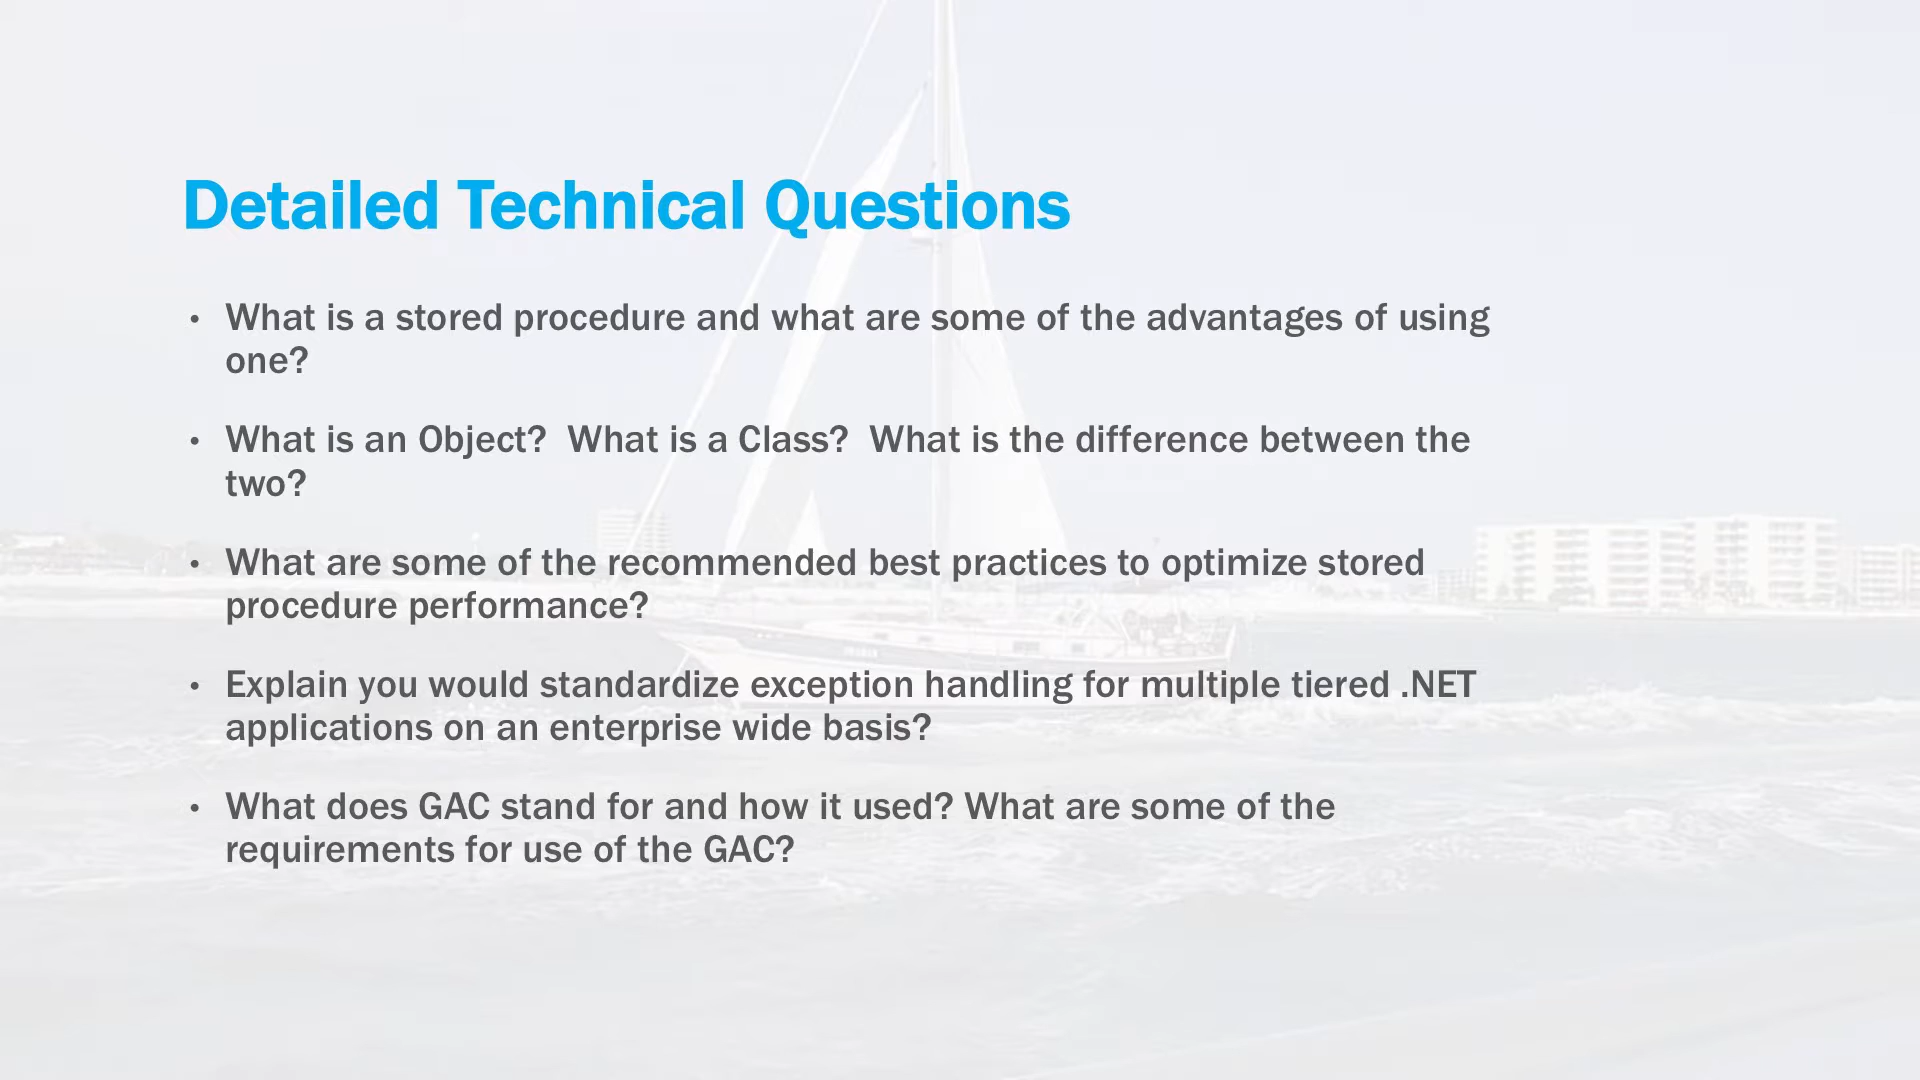 Detailed Technical Questions
• What is a stored procedure and what are some of the advantages of using
one?
• What is an Object?  What is a Class?  What is the difference between the
two?
• What are some of the recommended best practices to optimize stored
procedure performance?
• Explain you would standardize exception handling for multiple tiered .NET
applications on an enterprise wide basis?
• What does GAC stand for and how it used? What are some of the
requirements for use of the GAC?